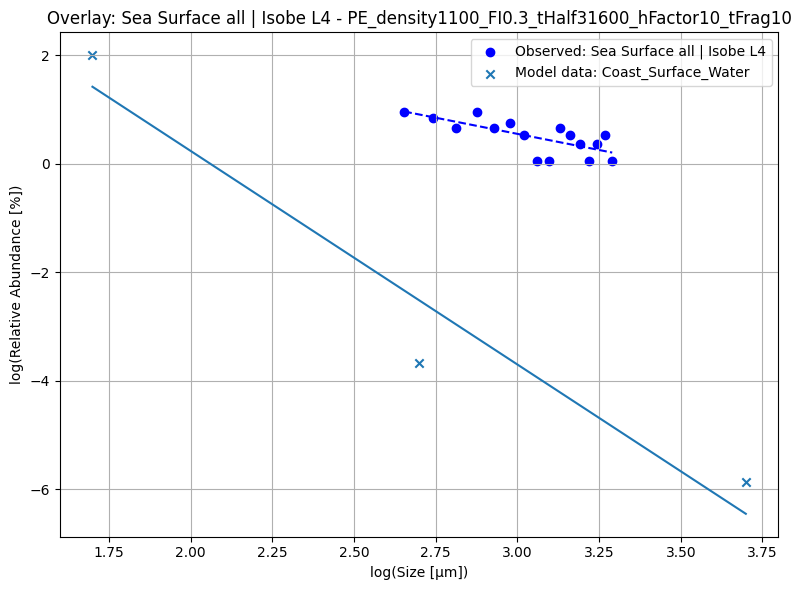 Overlay: Sea Surface all | Isobe L4 - PE_density1100_FI0.3_tHalf31600_hFactor10_tFrag10
Observed: Sea Surface all | Isobe L4
Model data: Coast_Surface_Water
log(Relative Abundance [%])
2
0
−2
−4
−6
1.75 2.00 2.25 2.50 2.75 3.00 3.25 3.50 3.75
log(Size [μm])